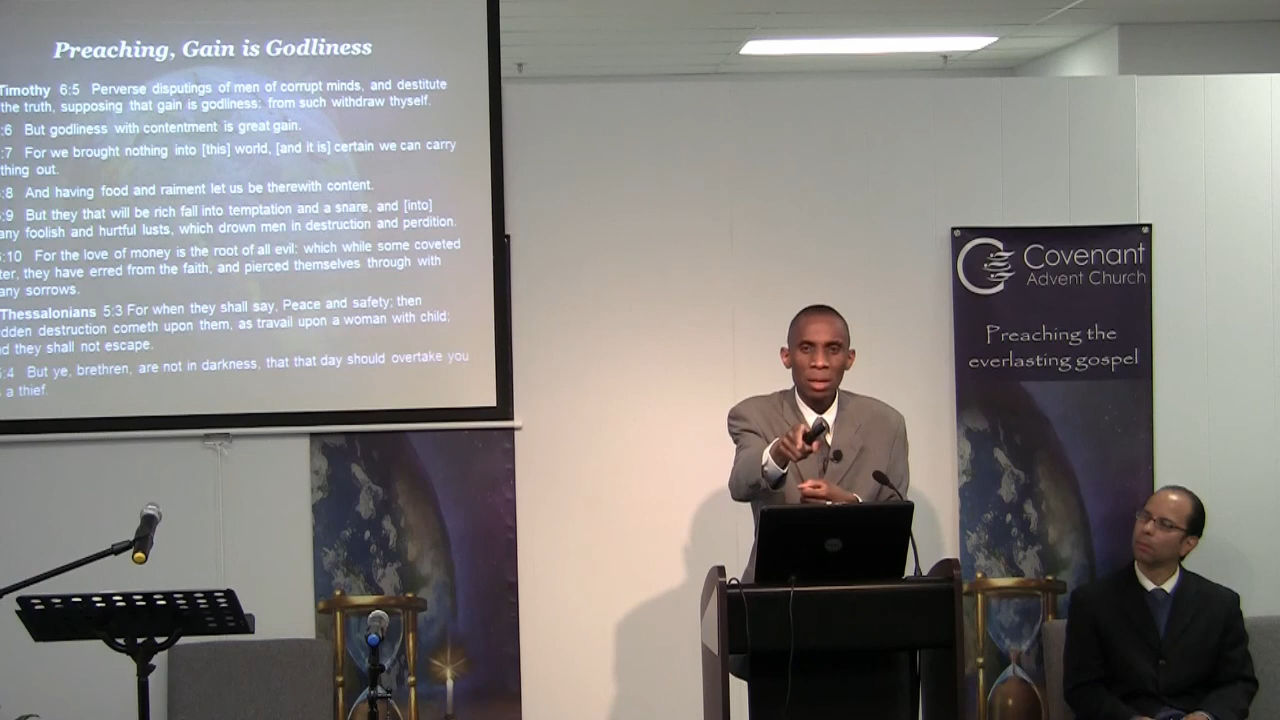 Preaching, Gain is Godliness
Timothy 6:5 Perverse disputings of men of corrupt minds, and destitute
the truth, supposing that gain is godliness: from such withdraw thyself.
:6 But godliness with contentment is great gain.
:7 For we brought nothing into [this] world, [and it is] certain we can carry
thing out.
:8 And having food and raiment let us be therewith content.
:9 But they that will be rich fall into temptation and a snare, and [into]
any foolish and hurtful lusts, which drown men in destruction and perdition.
:10 For the love of money is the root of all evil: which while some coveted
ter, they have erred from the faith, and pierced themselves through with
any sorrows.
Thessalonians 5:3 For when they shall say, Peace and safety; then
dden destruction cometh upon them, as travail upon a woman with child;
d they shall not escape.
:4 But ye, brethren, are not in darkness, that that day should overtake you
a thief.
Covenant
Advent Church
Preaching the
everlasting gospel